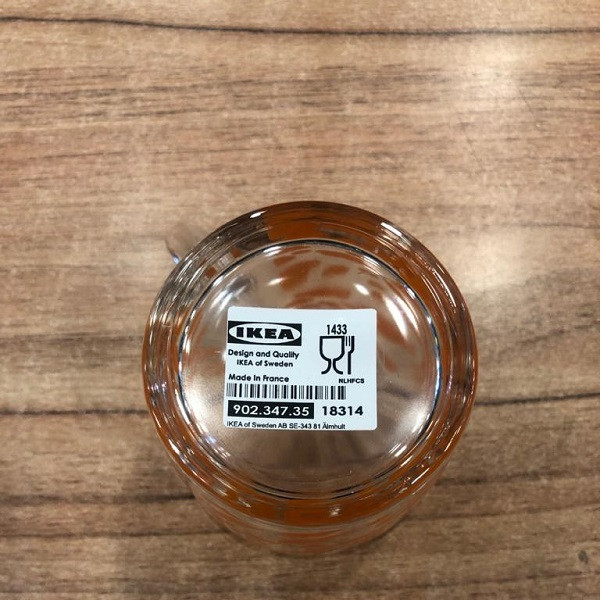 IKEA
1433
Design and Quality
IKEA of Sweden
Made in France
NLHFCS
902.347.35 18314
IKEA of Sweden AB SE-343 81 Älmhult